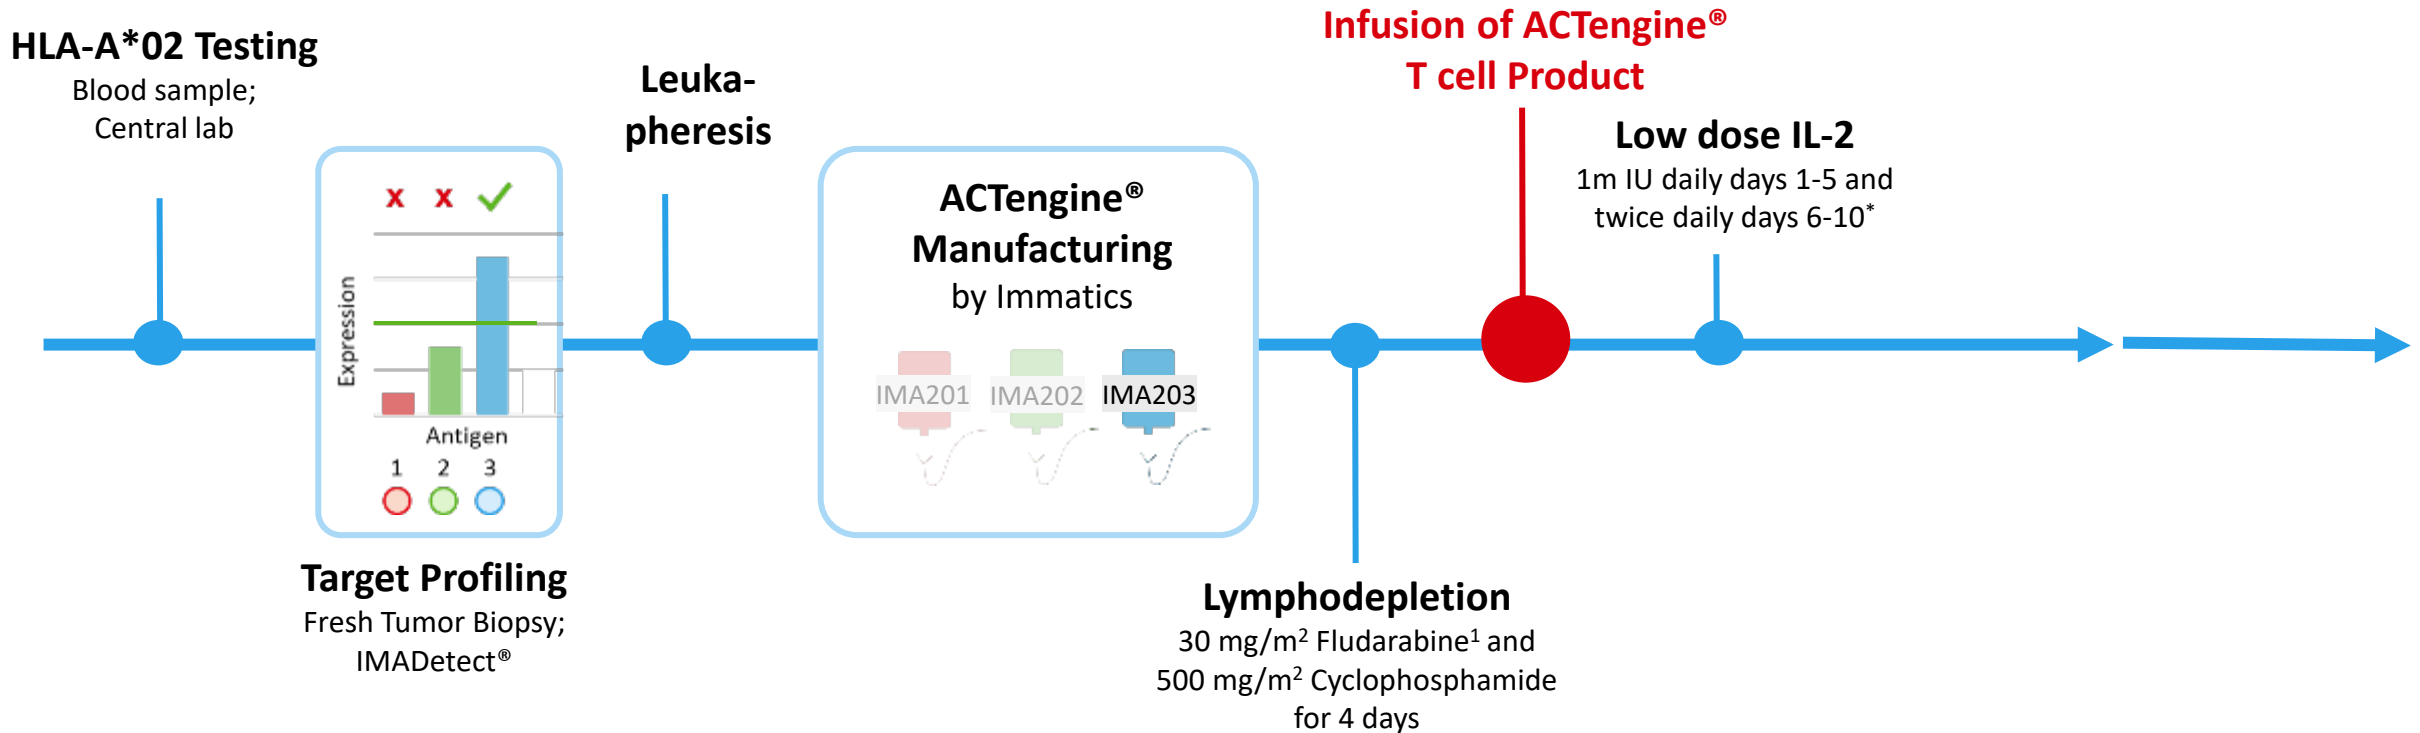 HLA-A*02 Testing
Blood sample;
Central lab
x x ✓
Expression
Antigen
1 2 3
Target Profiling
Fresh Tumor Biopsy;
IMADetect®
Leuka-
pheresis
ACTengine®
Manufacturing
by Immatics
IMA201 IMA202 IMA203
Lymphodepletion
30 mg/m² Fludarabine¹ and
500 mg/m² Cyclophosphamide
for 4 days
Infusion of ACTengine®
T cell Product
Low dose IL-2
1m IU daily days 1-5 and
twice daily days 6-10*